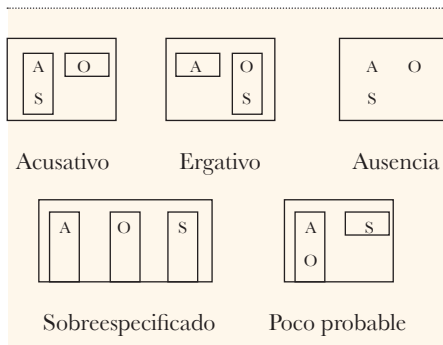 A O A O A O
S S S
Acusativo Ergativo Ausencia
A O S A S
O
Sobreespecificado Poco probable